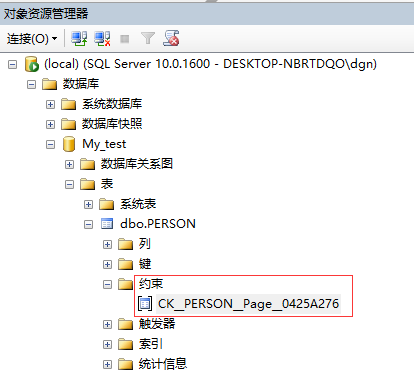 对象资源管理器
连接(O)
(local) (SQL Server 10.0.1600 - DESKTOP-NBRTDQO\dgn)
数据库
系统数据库
数据库快照
My_test
数据库关系图
表
系统表
dbo.PERSON
列
键
约束
CK__PERSON__Page__0425A276
触发器
索引
统计信息